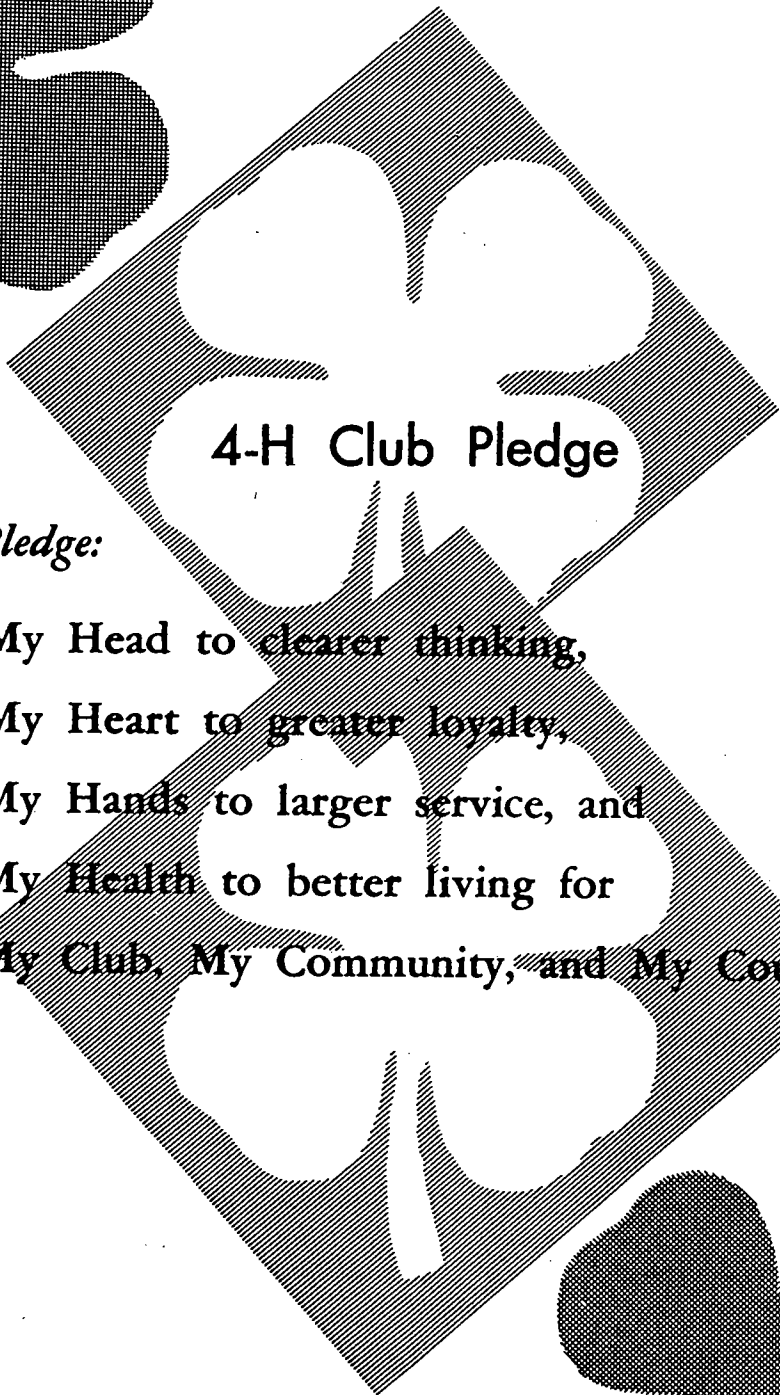 4-H Club Pledge
Pledge:
My Head to clearer thinking,
My Heart to greater loyalty,
My Hands to larger service, and
My Health to better living for
My Club, My Community, and My